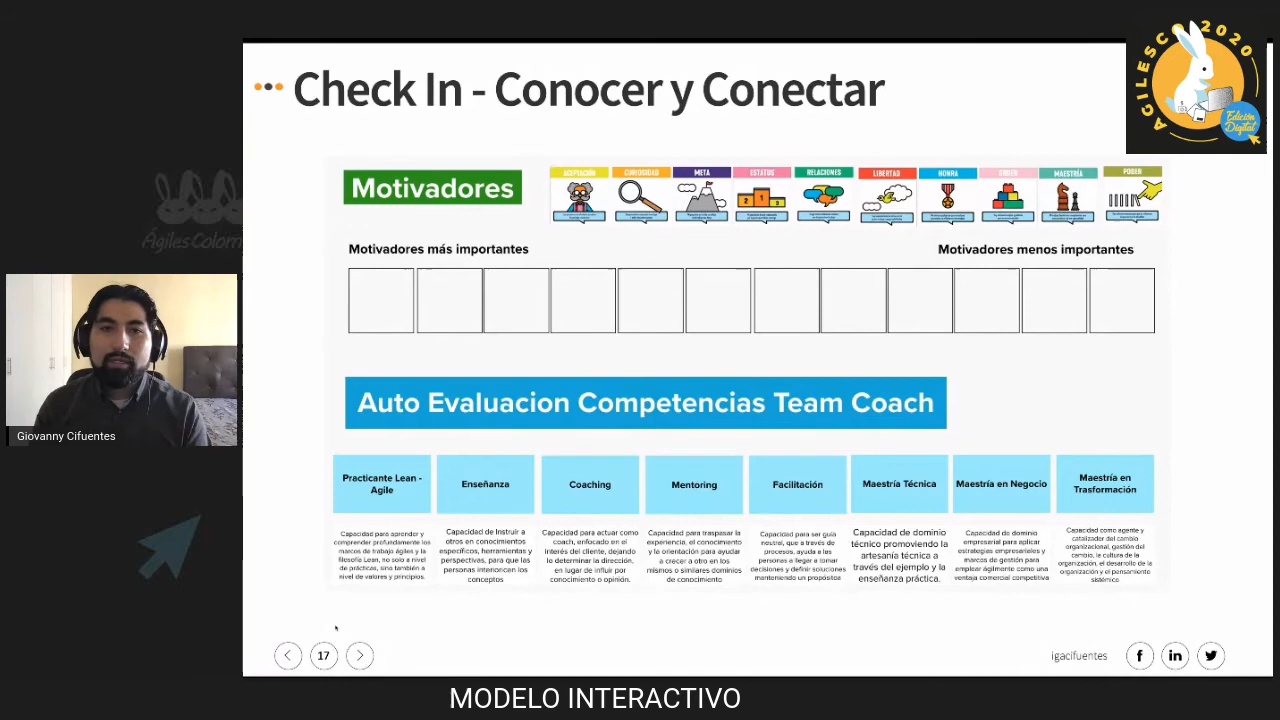 Check In - Conocer y Conectar
AGILESCO 2020
Edición
Digital
Motivadores
ACEPTACIÓN CURIOSIDAD META ESTATUS RELACIONES LIBERTAD HONRA ORDEN MAESTRÍA PODER
Motivadores más importantes
Motivadores menos importantes
Auto Evaluacion Competencias Team Coach
Practicante Lean -
Agile
Enseñanza
Coaching
Mentoring
Facilitación
Maestría Técnica
Maestría en Negocio
Maestría en
Trasformación
Capacidad para aprender y
comprender profundamente los
marcos de trabajo ágiles y la
filosofía Lean, no solo a nivel
de prácticas, sino también a
nivel de valores y principios.
Capacidad de Instruir a
otros en conocimientos
específicos, herramientas y
perspectivas, para que las
personas interioricen los
conceptos
Capacidad para actuar como
coach, enfocado en el
interés del cliente, dejando
lo determinar la dirección,
en lugar de influir por
conocimiento o opinión.
Capacidad para traspasar la
experiencia, el conocimiento
y la orientación para ayudar
a crecer a otro en los
mismos o similares dominios
de conocimiento
Capacidad para ser guía
neutral, que a través de
procesos, ayuda a las
personas a llegar a tomar
decisiones y definir soluciones
manteniendo un propósitos
Capacidad de dominio
técnico promoviendo la
artesanía técnica a
través del ejemplo y la
enseñanza práctica.
Capacidad de dominio
empresarial para aplicar
estrategias empresariales y
marcos de gestión para
emplear ágilmente como una
ventaja comercial competitiva
Capacidad como agente y
catalizador del cambio
organizacional, gestión del
cambio, la cultura de la
organización, el desarrollo de la
organización y el pensamiento
sistémico
Giovanny Cifuentes
17
igacifuentes
MODELO INTERACTIVO